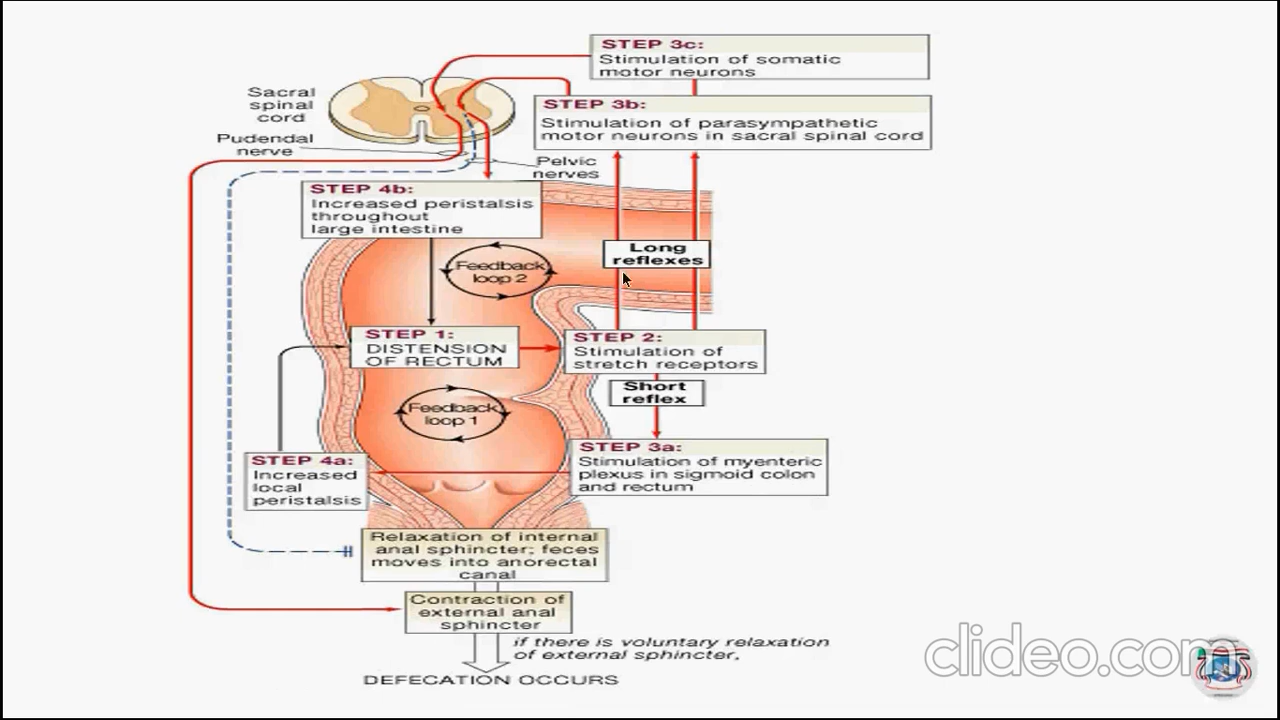 STEP 3c:
Stimulation of somatic
motor neurons
Sacral
spinal
cord
STEP 3b:
Stimulation of parasympathetic
motor neurons in sacral spinal cord
Pudendal
nerve
Pelvic
nerves
STEP 4b:
Increased peristalsis
throughout
large intestine
Long
reflexes
Feedback
loop 2
STEP 1:
DISTENSION
OF RECTUM
STEP 2:
Stimulation of
stretch receptors
Short
reflex
Feedback
loop 1
STEP 3a:
Stimulation of myenteric
plexus in sigmoid colon
and rectum
STEP 4a:
Increased
local
peristalsis
Relaxation of internal
anal sphincter; feces
moves into anorectal
canal
Contraction of
external anal
sphincter
if there is voluntary relaxation
of external sphincter,
DEFECATION OCCURS
clideo.com